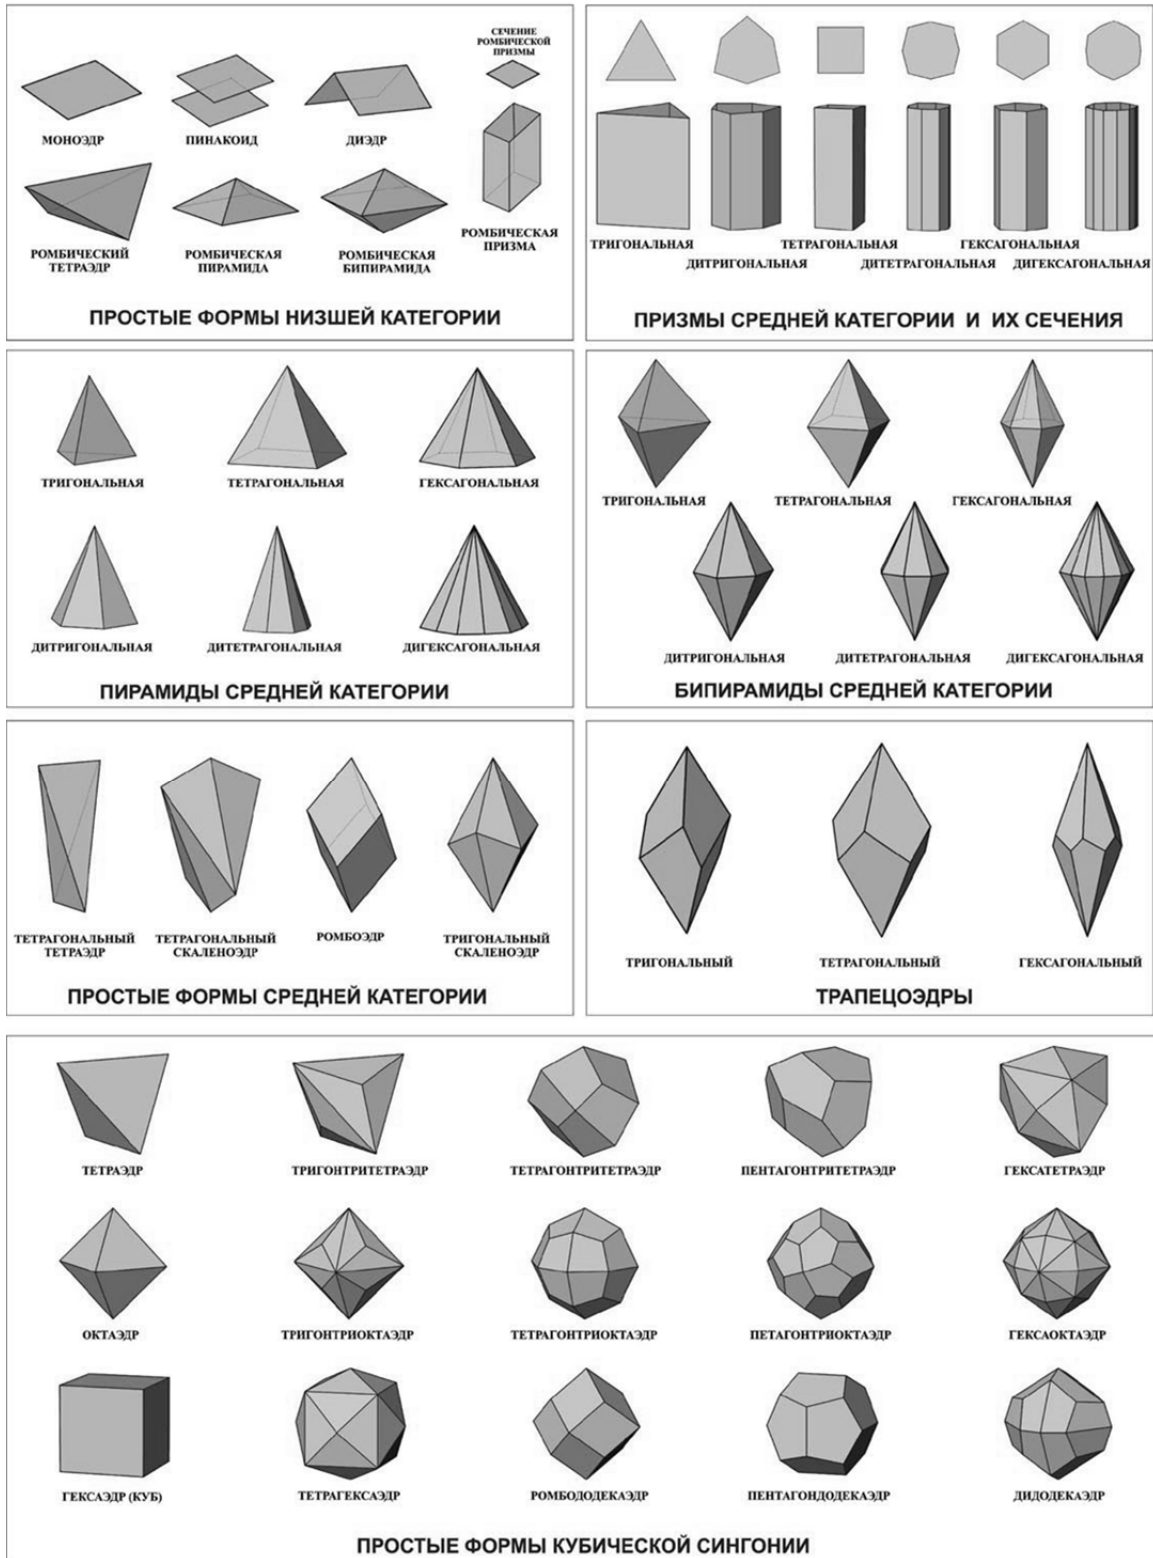 СЕЧЕНИЕ
РОМБИЧЕСКОЙ
ПРИЗМЫ
МОНОЭДР
ПИНАКОИД
ДИЭДР
РОМБИЧЕСКИЙ
ТЕТРАЭДР
РОМБИЧЕСКАЯ
ПИРАМИДА
РОМБИЧЕСКАЯ
БИПИРАМИДА
РОМБИЧЕСКАЯ
ПРИЗМА
ПРОСТЫЕ ФОРМЫ НИЗШЕЙ КАТЕГОРИИ
ТРИГОНАЛЬНАЯ
ДИТРИГОНАЛЬНАЯ
ТЕТРАГОНАЛЬНАЯ
ДИТЕТРАГОНАЛЬНАЯ
ГЕКСАГОНАЛЬНАЯ
ДИГЕКСАГОНАЛЬНАЯ
ПРИЗМЫ СРЕДНЕЙ КАТЕГОРИИ И ИХ СЕЧЕНИЯ
ТРИГОНАЛЬНАЯ
ТЕТРАГОНАЛЬНАЯ
ГЕКСАГОНАЛЬНАЯ
ДИТРИГОНАЛЬНАЯ
ДИТЕТРАГОНАЛЬНАЯ
ДИГЕКСАГОНАЛЬНАЯ
ПИРАМИДЫ СРЕДНЕЙ КАТЕГОРИИ
ТРИГОНАЛЬНАЯ
ТЕТРАГОНАЛЬНАЯ
ГЕКСАГОНАЛЬНАЯ
ДИТРИГОНАЛЬНАЯ
ДИТЕТРАГОНАЛЬНАЯ
ДИГЕКСАГОНАЛЬНАЯ
БИПИРАМИДЫ СРЕДНЕЙ КАТЕГОРИИ
ТЕТРАГОНАЛЬНЫЙ
ТЕТРАЭДР
ТЕТРАГОНАЛЬНЫЙ
СКАЛЕНОЭДР
РОМБОЭДР
ТРИГОНАЛЬНЫЙ
СКАЛЕНОЭДР
ПРОСТЫЕ ФОРМЫ СРЕДНЕЙ КАТЕГОРИИ
ТРИГОНАЛЬНЫЙ
ТЕТРАГОНАЛЬНЫЙ
ГЕКСАГОНАЛЬНЫЙ
ТРАПЕЦОЭДРЫ
ТЕТРАЭДР
ТРИГОНТРИТЕТРАЭДР
ТЕТРАГОНТРИТЕТРАЭДР
ПЕНТАГОНТРИТЕТРАЭДР
ГЕКСАТЕТРАЭДР
ОКТАЭДР
ТРИГОНТРИОКТАЭДР
ТЕТРАГОНТРИОКТАЭДР
ПЕТАГОНТРИОКТАЭДР
ГЕКСАОКТАЭДР
ГЕКСАЭДР (КУБ)
ТЕТРАГЕКСАЭДР
РОМБОДОДЕКАЭДР
ПЕНТАГОНДОДЕКАЭДР
ДИДОДЕКАЭДР
ПРОСТЫЕ ФОРМЫ КУБИЧЕСКОЙ СИНГОНИИ